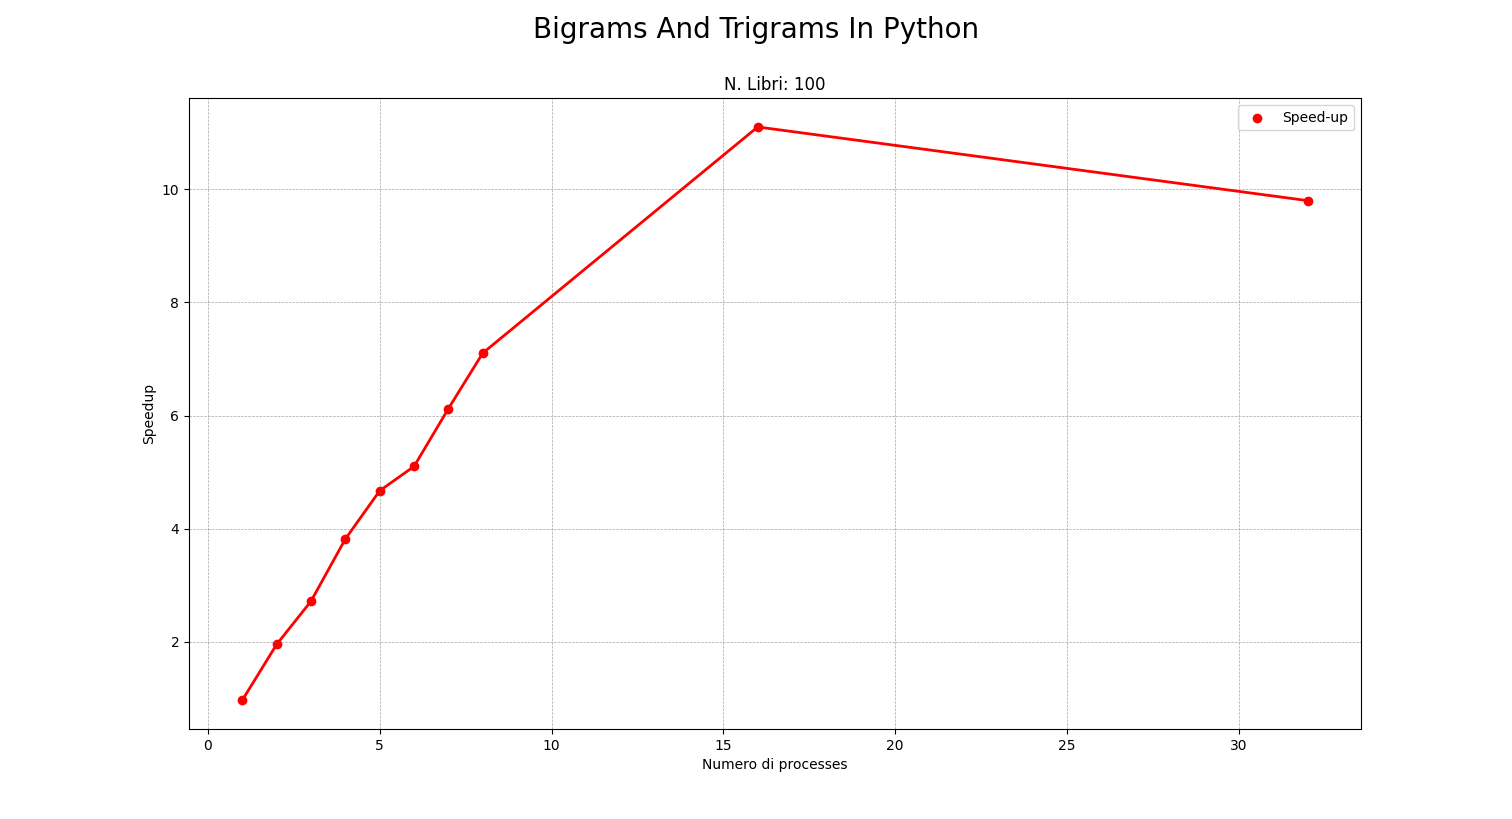 Bigrams And Trigrams In Python
N. Libri: 100
Speed-up
10
8
6
4
2
Speedup
0 5 10 15 20 25 30
Numero di processes